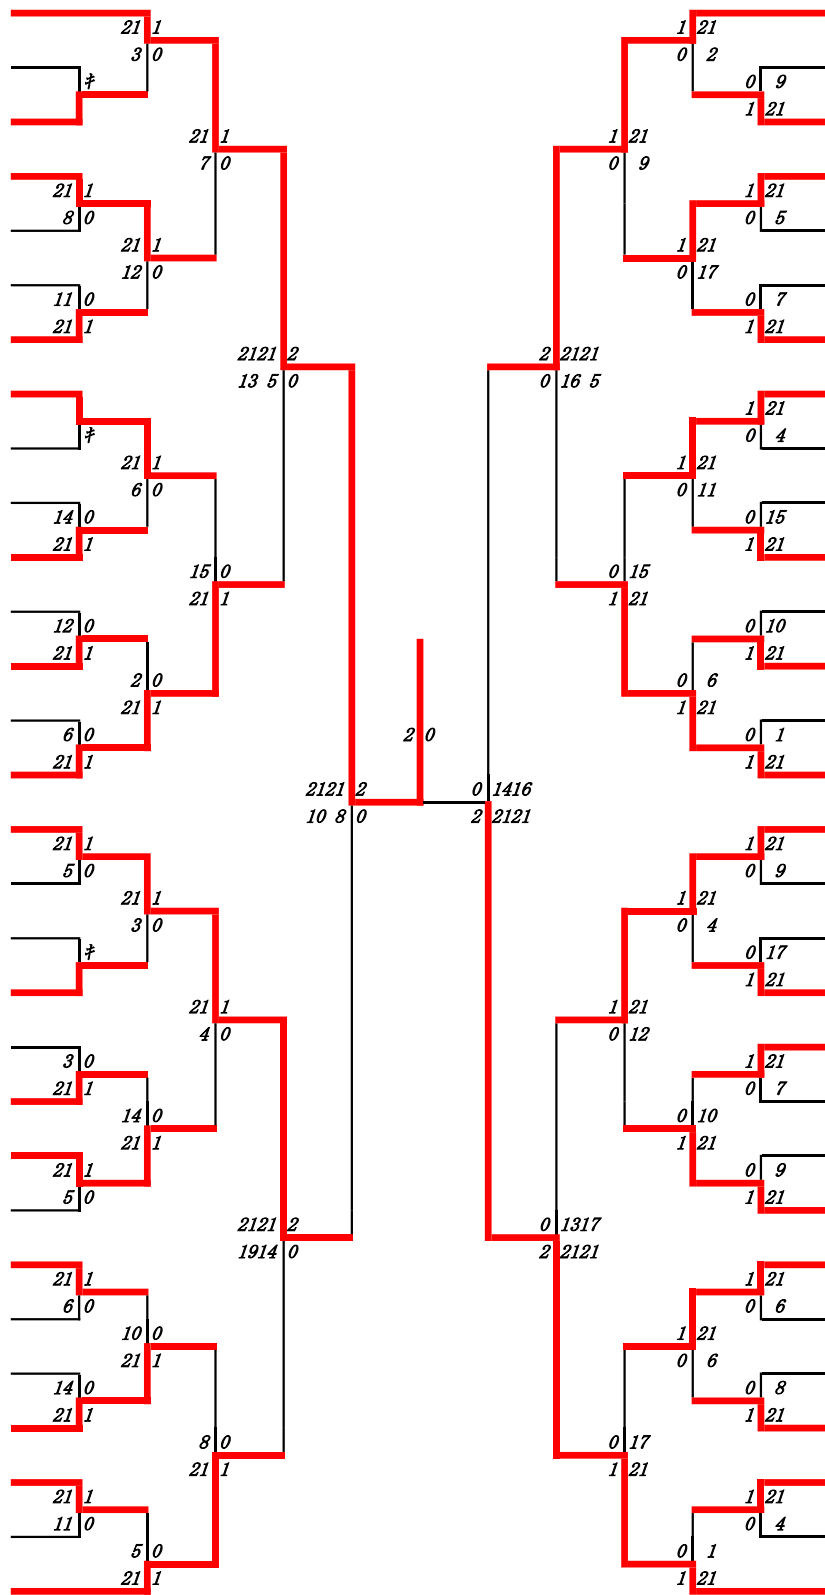 21 1 1 21
3 0 0 2
ｷ 0 9
1 21
21 1 1 21
7 0 0 9
21 1 1 21
8 0 0 5
21 1 1 21
12 0 0 17
11 0 0 7
21 1 1 21
2121 2 2 2121
13 5 0 0 16 5
1 21
ｷ 0 4
21 1 1 21
6 0 0 11
14 0 0 15
21 1 1 21
15 0 0 15
21 1 1 21
12 0 0 10
21 1 1 21
2 0 0 6
21 1 1 21
6 0 2 0 0 1
21 1 1 21
2121 2 0 1416
10 8 0 2 2121
21 1 1 21
5 0 0 9
21 1 1 21
3 0 0 4
ｷ 0 17
1 21
21 1 1 21
4 0 0 12
3 0 1 21
21 1 0 7
14 0 0 10
21 1 1 21
21 1 0 9
5 0 1 21
2121 2 0 1317
1914 0 2 2121
21 1 1 21
6 0 0 6
10 0 1 21
21 1 0 6
14 0 0 8
21 1 1 21
8 0 0 17
21 1 1 21
21 1 1 21
11 0 0 4
5 0 0 1
21 1 1 21